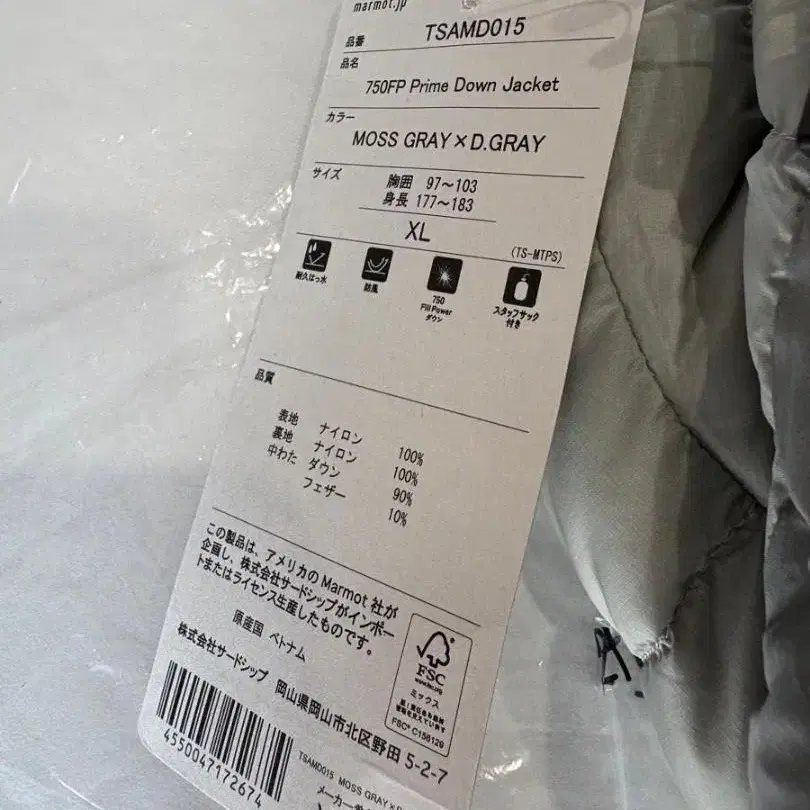 marmot.jp
品番 TSAMD015
品名
750FP Prime Down Jacket
カラー
MOSS GRAY×D.GRAY
サイズ 胸囲 97～103
身長 177～183
XL
(TS-MTPS)
耐久はっ水
防風
750
Fill Power
ダウン
スタッフサック
付き
品質
表地 ナイロン 100%
裏地 ナイロン 100%
中わた ダウン 90%
フェザー 10%
この製品は、アメリカのMarmot社が
企画し、株式会社サードシップがインポー
トまたはライセンス生産したものです。
原産国 ベトナム
株式会社サードシップ 岡山県岡山市北区野田 5-2-7
FSC
www.fsc.org
ミックス
FSC® C156129
4550047172674
TSAMD015 MOSS GRAY×D